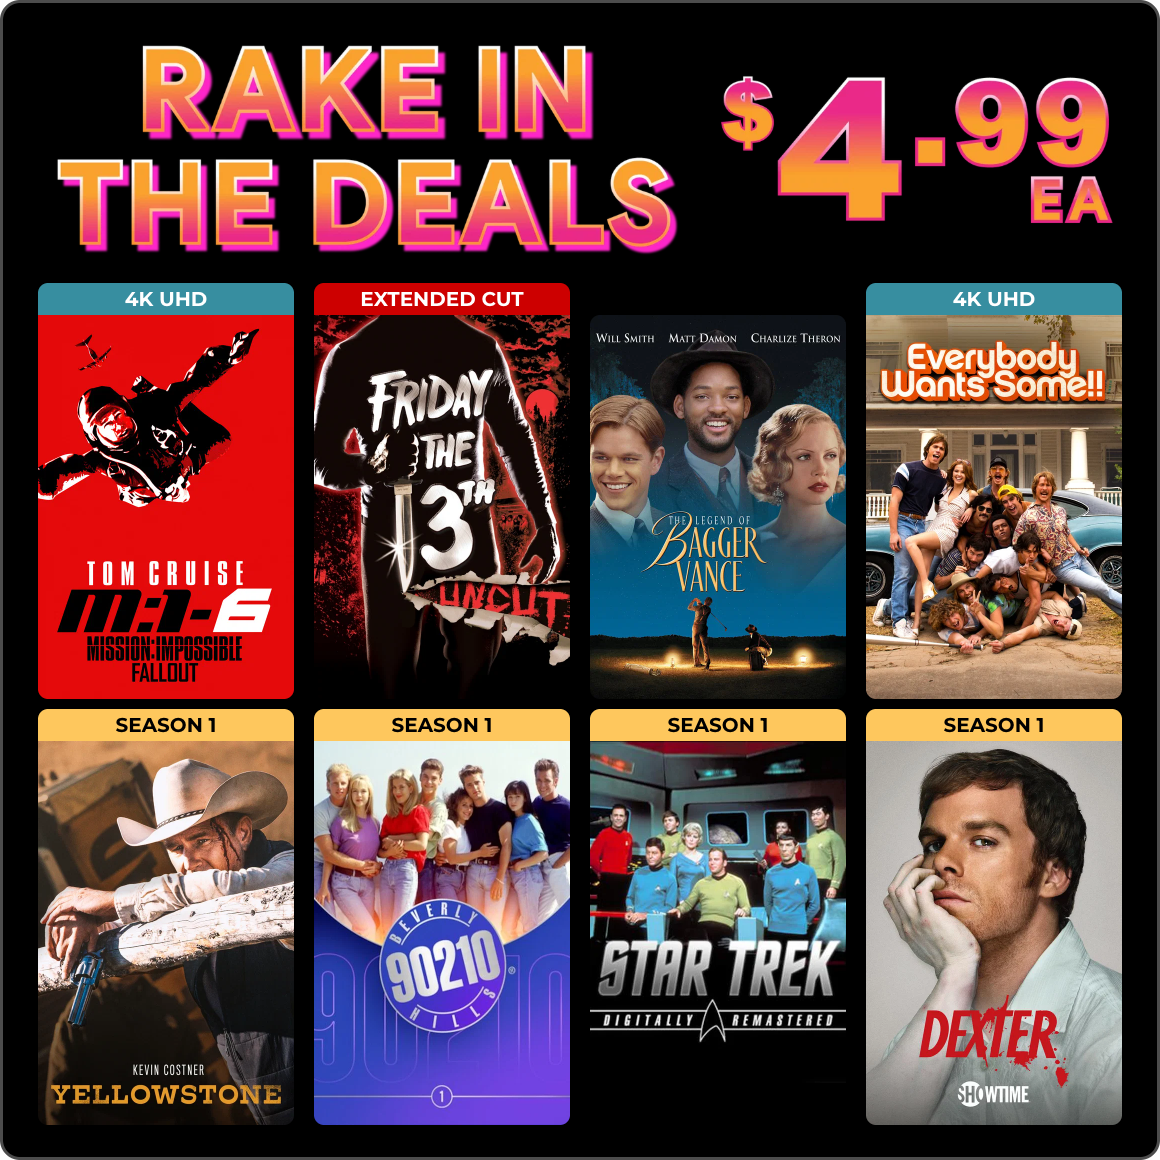 RAKE IN
THE DEALS
$4.99
EA
4K UHD
TOM CRUISE
M:I-6
MISSION:IMPOSSIBLE
FALLOUT
EXTENDED CUT
FRIDAY
THE
13TH
UNCUT
WILL SMITH MATT DAMON CHARLIZE THERON
THE LEGEND OF
BAGGER
VANCE
4K UHD
Everybody
Wants Some!!
SEASON 1
KEVIN COSTNER
YELLOWSTONE
SEASON 1
BEVERLY
90210
HILLS
90210
1
SEASON 1
STAR TREK
DIGITALLY REMASTERED
SEASON 1
DEXTER
SHOWTIME